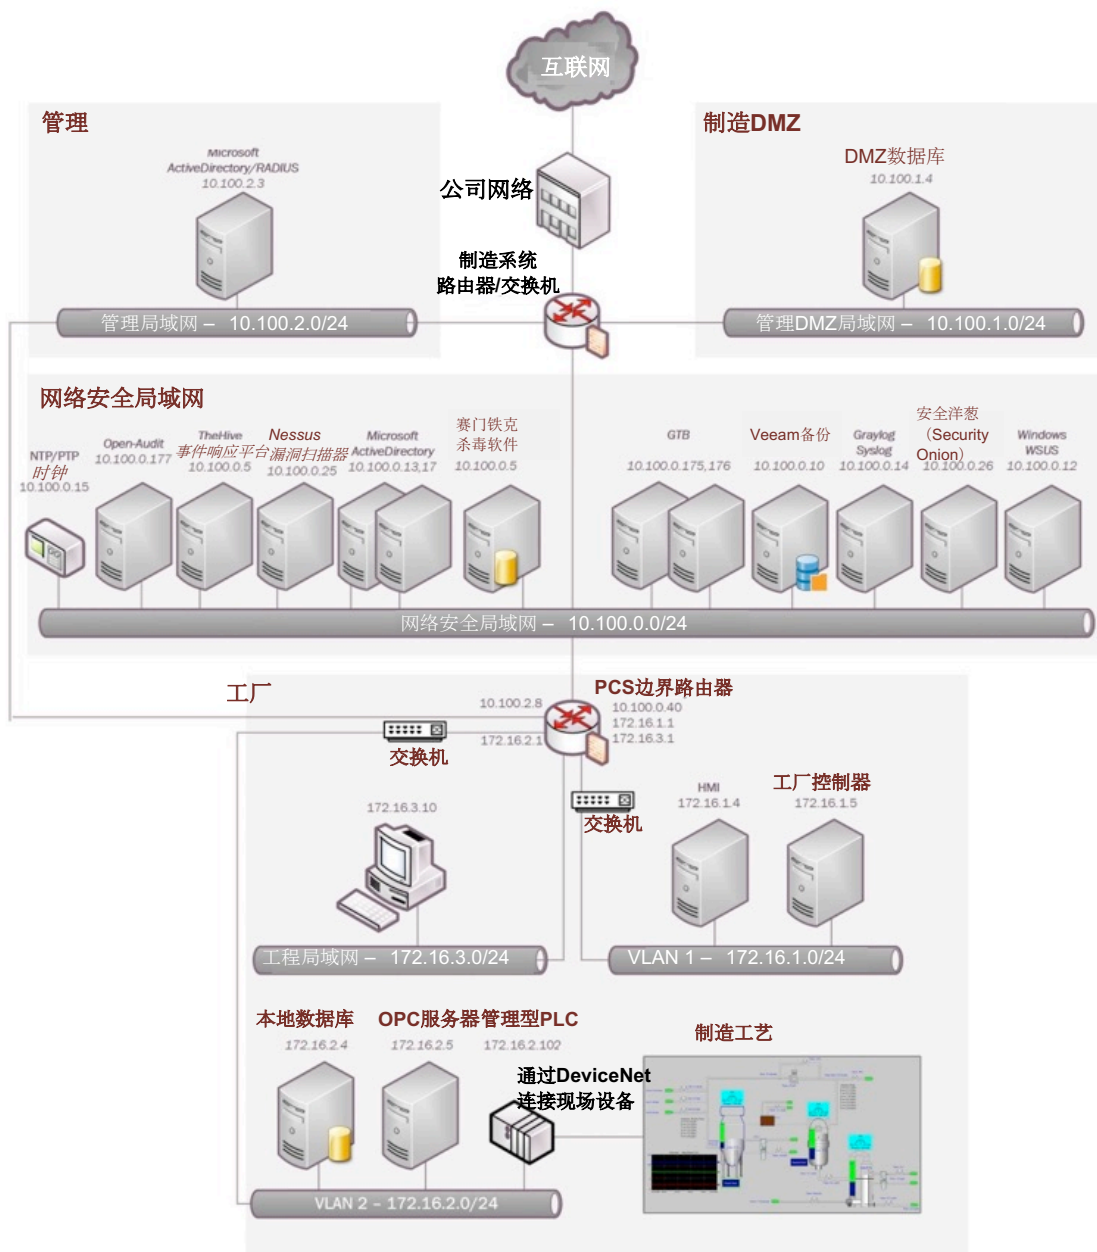 互联网
管理
制造DMZ
Microsoft
ActiveDirectory/RADIUS
10.100.2.3
DMZ数据库
10.100.1.4
公司网络
制造系统
路由器/交换机
管理局域网 – 10.100.2.0/24
管理DMZ局域网 – 10.100.1.0/24
网络安全局域网
NTP/PTP
时钟
10.100.0.15
Open-Audit
10.100.0.177
TheHive
事件响应平台
10.100.0.5
Nessus
漏洞扫描器
10.100.0.25
Microsoft
ActiveDirectory
10.100.0.13,17
赛门铁克
杀毒软件
10.100.0.5
GTB
10.100.0.175,176
Veeam备份
10.100.0.10
Graylog
Syslog
10.100.0.14
安全洋葱
（Security
Onion）
10.100.0.26
Windows
WSUS
10.100.0.12
网络安全局域网 – 10.100.0.0/24
工厂
PCS边界路由器
10.100.2.8
10.100.0.40
172.16.1.1
172.16.2.1
172.16.3.1
交换机
交换机
172.16.3.10
HMI
172.16.1.4
工厂控制器
172.16.1.5
工程局域网 – 172.16.3.0/24
VLAN 1 – 172.16.1.0/24
本地数据库
172.16.2.4
OPC服务器管理型PLC
172.16.2.5
172.16.2.102
制造工艺
通过DeviceNet
连接现场设备
VLAN 2 – 172.16.2.0/24